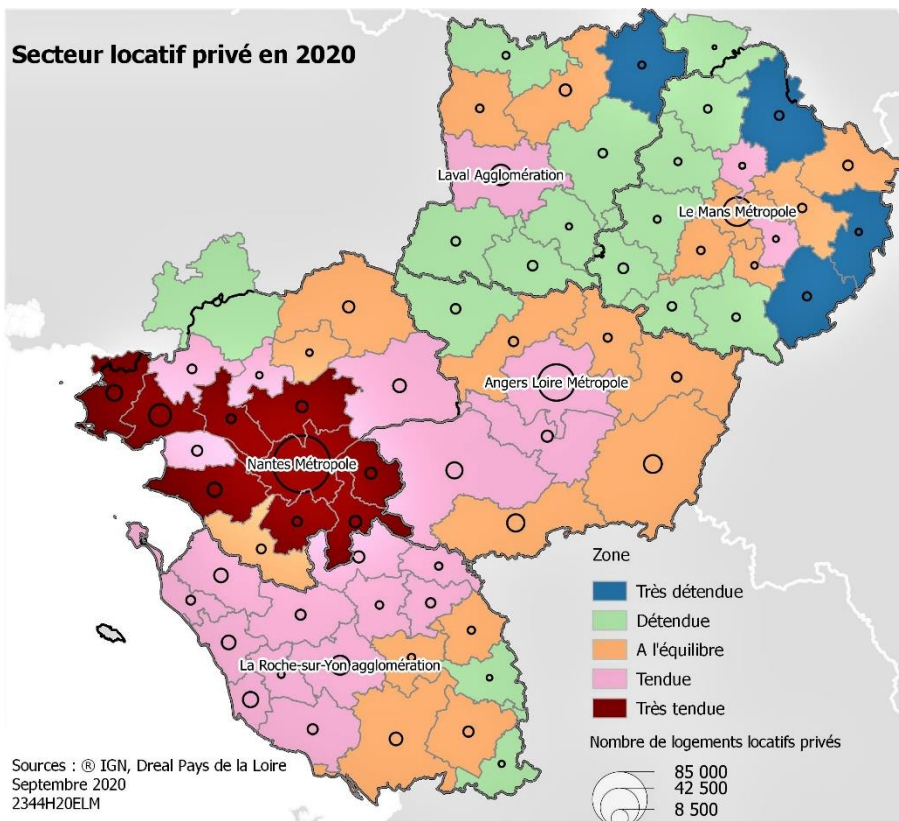 Secteur locatif privé en 2020
Laval Agglomération
Le Mans Métropole
Angers Loire Métropole
Nantes Métropole
La Roche-sur-Yon agglomération
Zone
Très détendue
Détendue
A l'équilibre
Tendue
Très tendue
Nombre de logements locatifs privés
85 000
42 500
8 500
Sources : ® IGN, Dreal Pays de la Loire
Septembre 2020
2344H20ELM